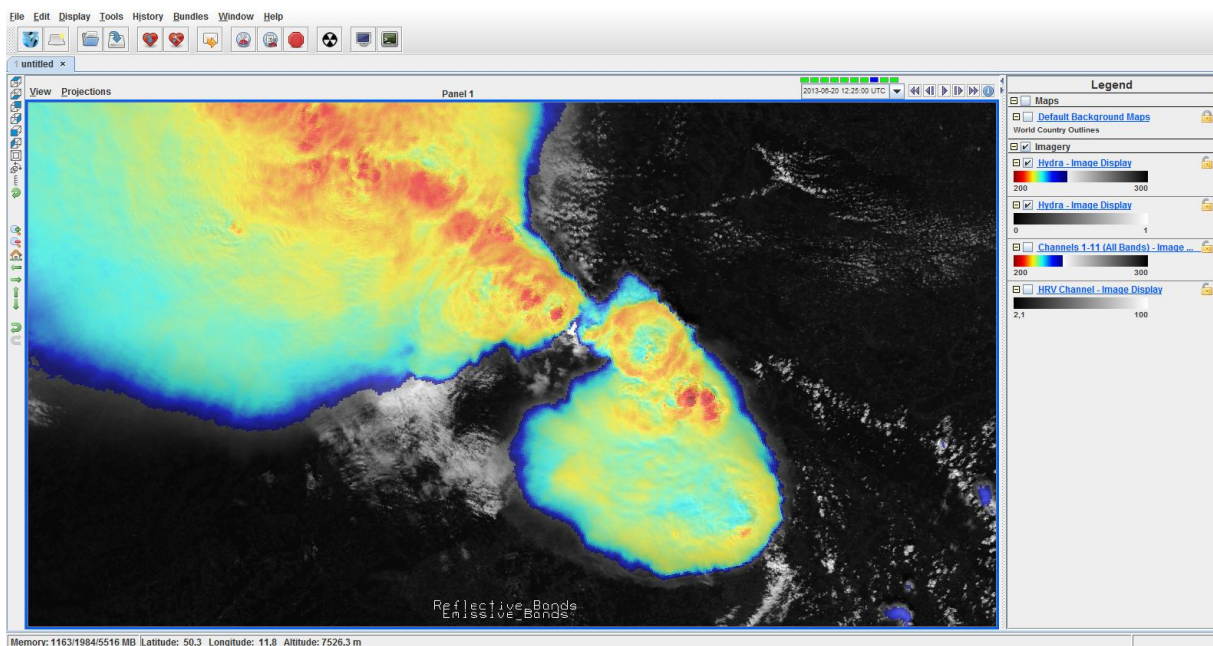 File Edit Display Tools History Bundles Window Help
1 untitled ×
View Projections
Panel 1
2013-06-20 12:25:00 UTC
Reflective_Bands
Emissive_Bands
Legend
Maps
Default Background Maps
World Country Outlines
Imagery
Hydra - Image Display
200 300
Hydra - Image Display
0 1
Channels 1-11 (All Bands) - Image ...
200 300
HRV Channel - Image Display
2,1 100
Memory: 1163/1984/5516 MB Latitude: 50.3 Longitude: 11.8 Altitude: 7526.3 m